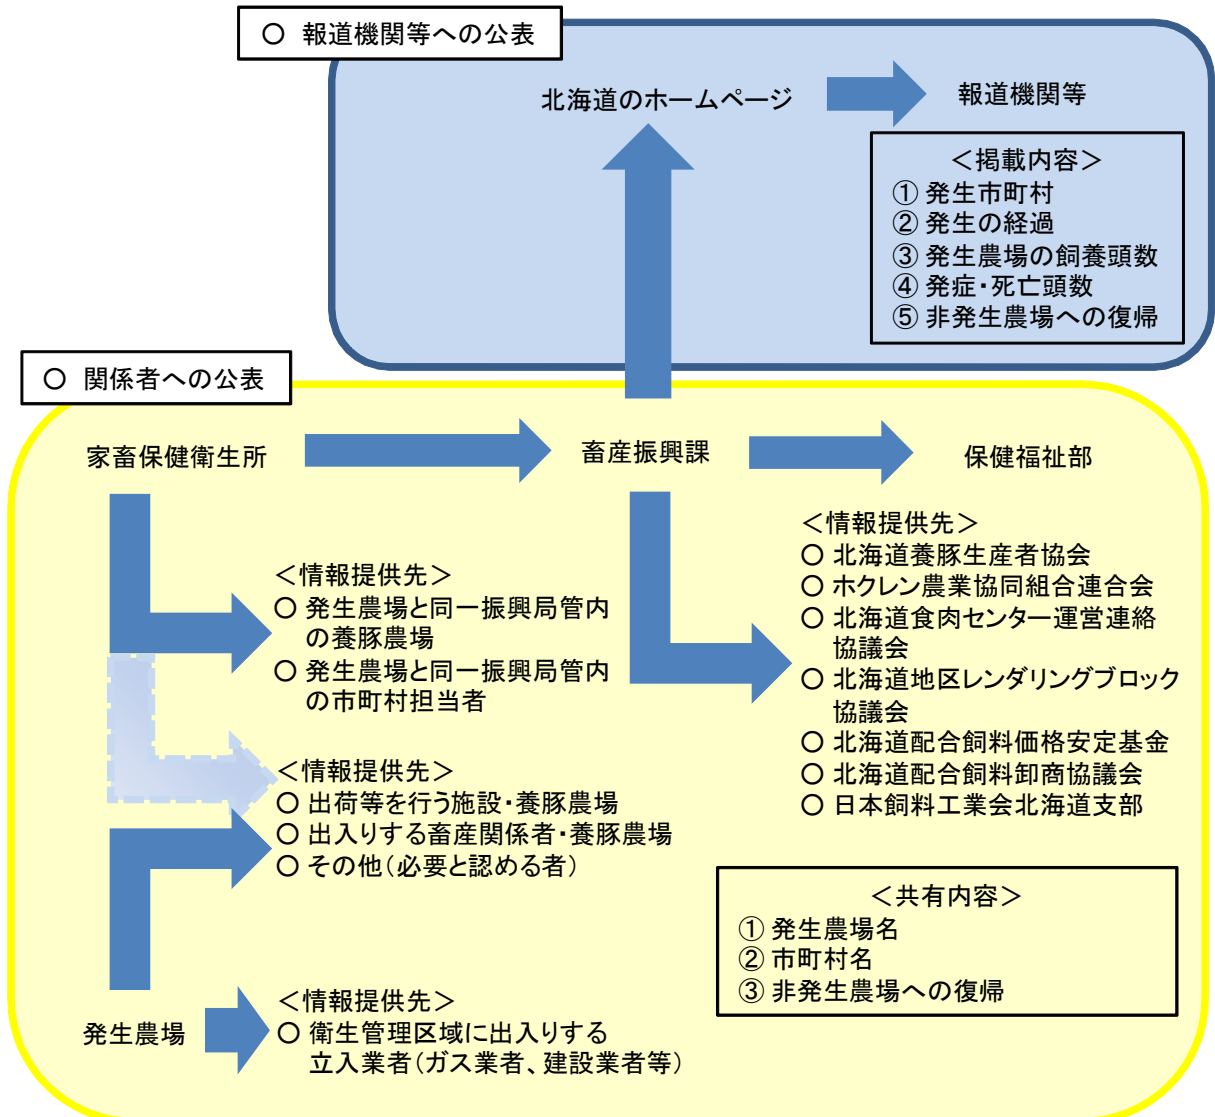 ○ 報道機関等への公表
北海道のホームページ
報道機関等
＜掲載内容＞
① 発生市町村
② 発生の経過
③ 発生農場の飼養頭数
④ 発症・死亡頭数
⑤ 非発生農場への復帰
○ 関係者への公表
家畜保健衛生所
畜産振興課
保健福祉部
＜情報提供先＞
○ 発生農場と同一振興局管内
の養豚農場
○ 発生農場と同一振興局管内
の市町村担当者
＜情報提供先＞
○ 北海道養豚生産者協会
○ ホクレン農業協同組合連合会
○ 北海道食肉センター運営連絡
協議会
○ 北海道地区レンダリングブロック
協議会
○ 北海道配合飼料価格安定基金
○ 北海道配合飼料卸商協議会
○ 日本飼料工業会北海道支部
＜情報提供先＞
○ 出荷等を行う施設・養豚農場
○ 出入りする畜産関係者・養豚農場
○ その他（必要と認める者）
＜共有内容＞
① 発生農場名
② 市町村名
③ 非発生農場への復帰
発生農場
＜情報提供先＞
○ 衛生管理区域に出入りする
立入業者（ガス業者、建設業者等）